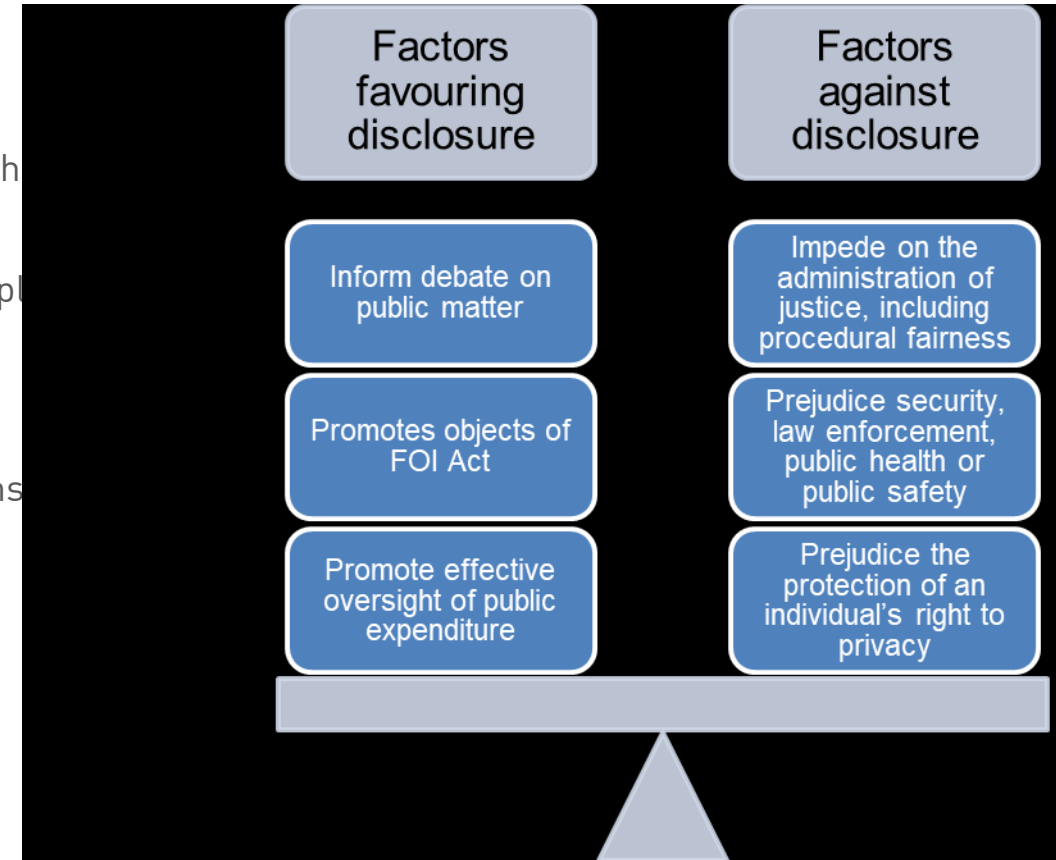 Factors
favouring
disclosure
Factors
against
disclosure
Inform debate on
public matter
Impede on the
administration of
justice, including
procedural fairness
Promotes objects of
FOI Act
Prejudice security,
law enforcement,
public health or
public safety
Promote effective
oversight of public
expenditure
Prejudice the
protection of an
individual’s right to
privacy